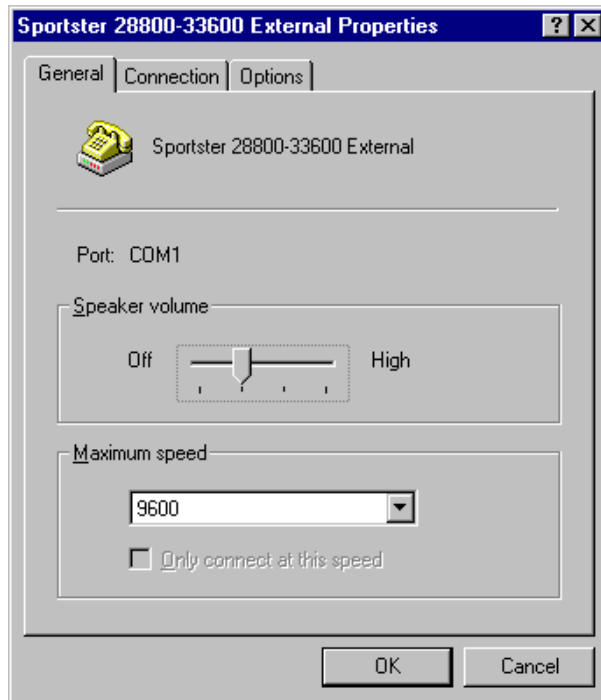 Sportster 28800-33600 External Properties
General Connection Options
Sportster 28800-33600 External
Port: COM1
Speaker volume
Off High
Maximum speed
9600
Only connect at this speed
OK Cancel